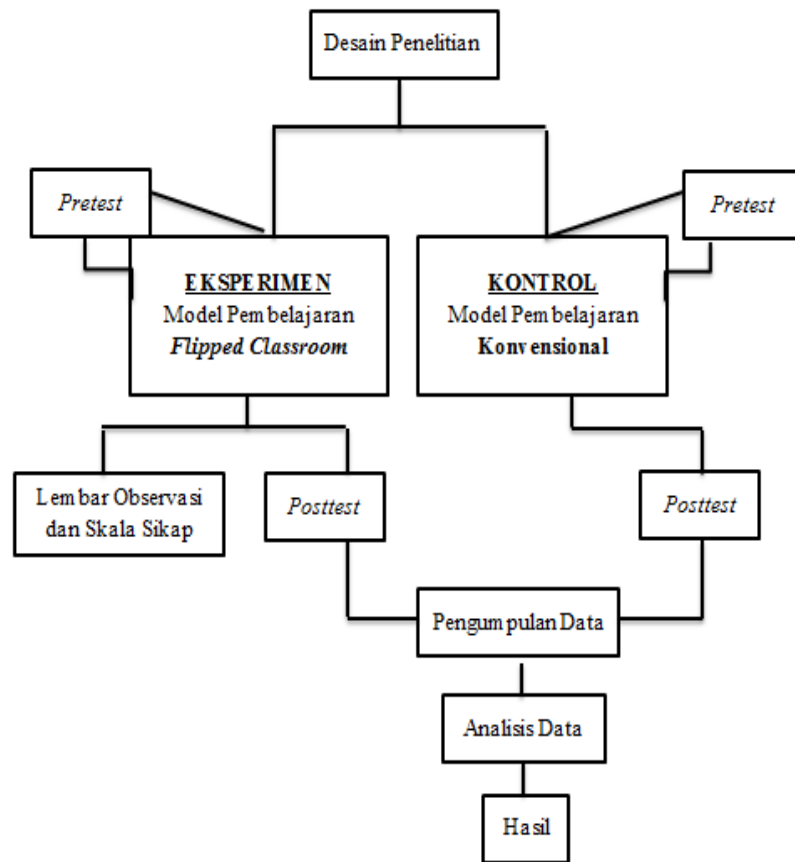 Desain Penelitian
Pretest
Pretest
EKSPERIMEN
Model Pembelajaran
Flipped Classroom
KONTROL
Model Pembelajaran
Konvensional
Lembar Observasi
dan Skala Sikap
Posttest
Posttest
Pengumpulan Data
Analisis Data
Hasil